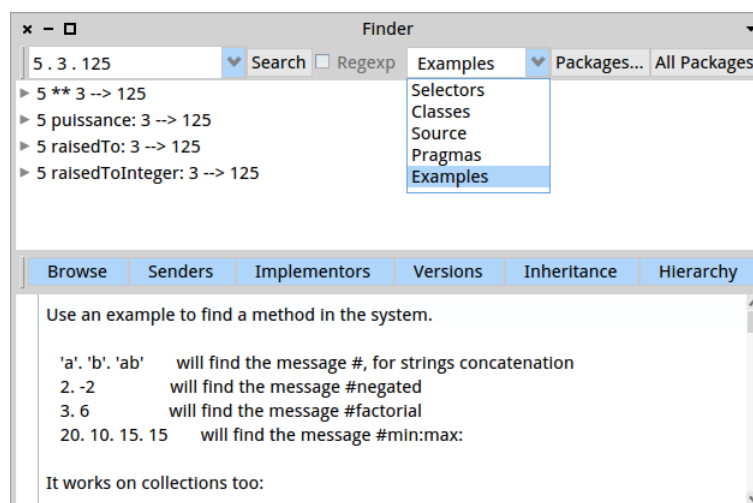 Finder
5 . 3 . 125 Search Regexp Examples Packages... All Packages
5 ** 3 --> 125
5 puissance: 3 --> 125
5 raisedTo: 3 --> 125
5 raisedToInteger: 3 --> 125
Selectors
Classes
Source
Pragmas
Examples
Browse Senders Implementors Versions Inheritance Hierarchy
Use an example to find a method in the system.
'a'. 'b'. 'ab' will find the message #, for strings concatenation
2. -2 will find the message #negated
3. 6 will find the message #factorial
20. 10. 15. 15 will find the message #min:max:
It works on collections too: